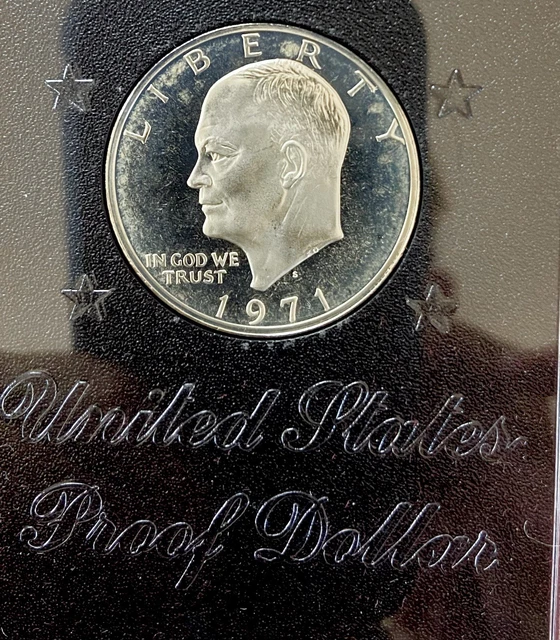 LIBERTY
IN GOD WE
TRUST
S
1971
United States
Proof Dollar